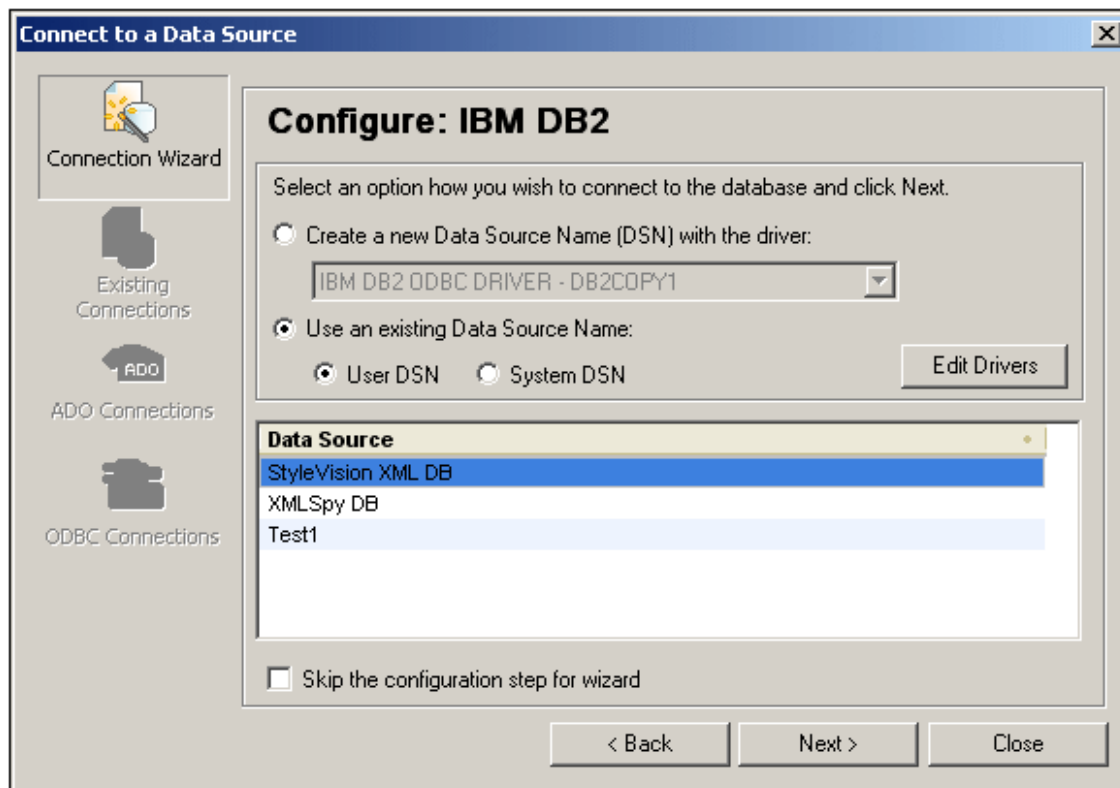 Connect to a Data Source
Connection Wizard
Existing
Connections
ADO
ADO Connections
ODBC Connections
Configure: IBM DB2
Select an option how you wish to connect to the database and click Next.
Create a new Data Source Name (DSN) with the driver:
IBM DB2 ODBC DRIVER - DB2COPY1
Use an existing Data Source Name:
User DSN System DSN Edit Drivers
Data Source
StyleVision XML DB
XMLSpy DB
Test1
Skip the configuration step for wizard
< Back Next > Close